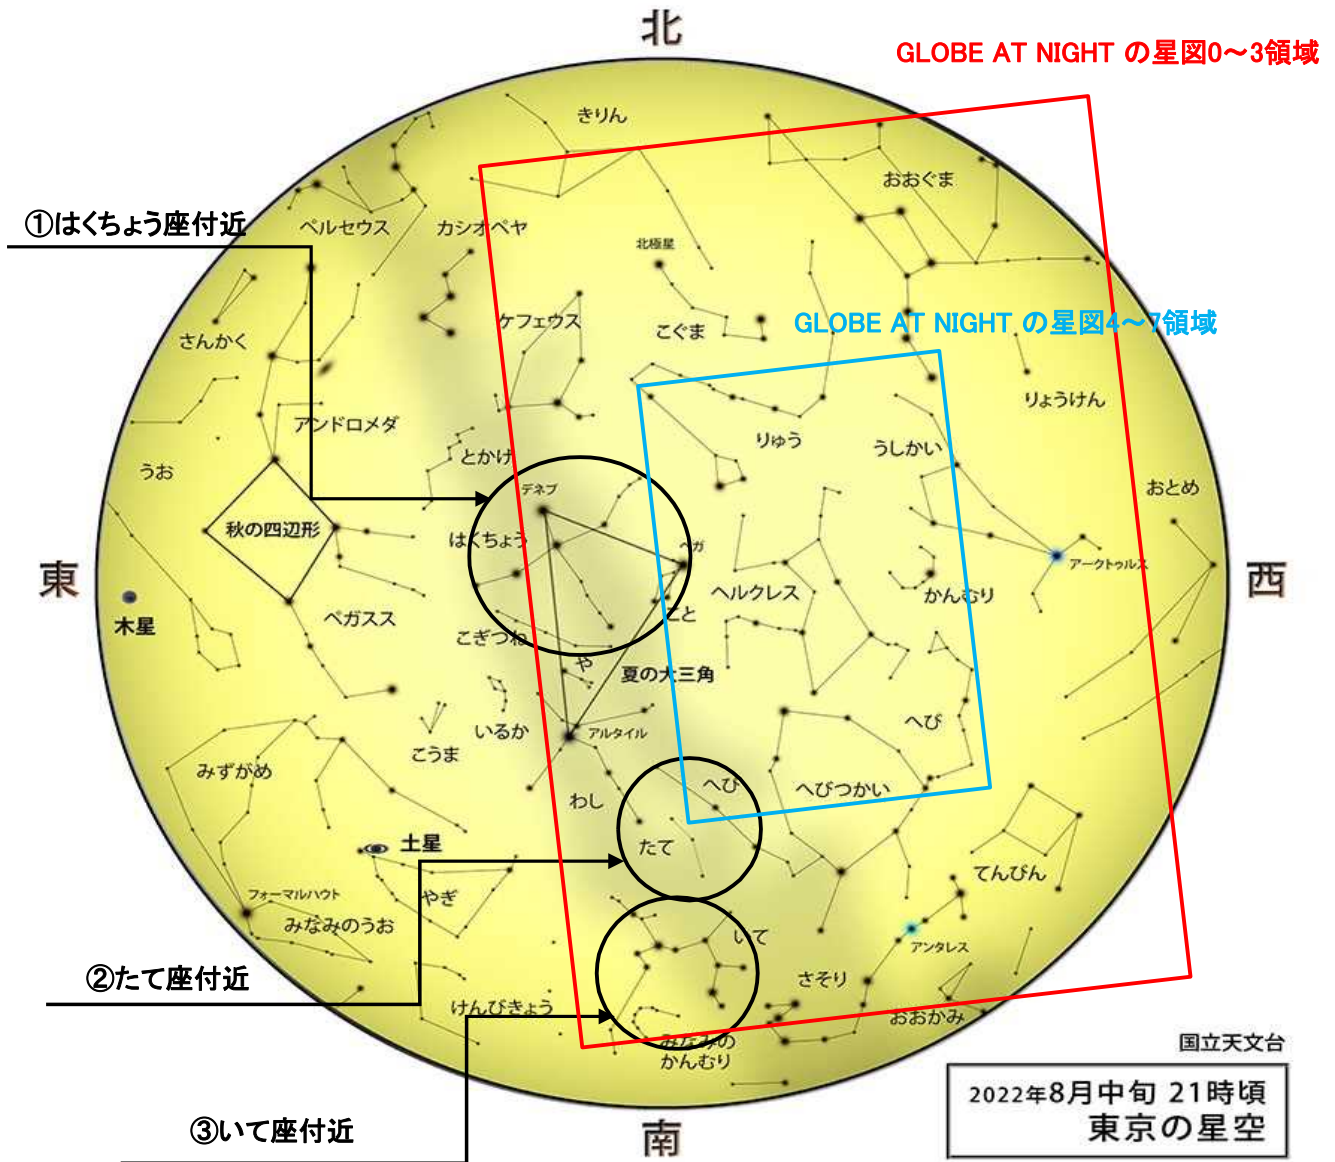 北
GLOBE AT NIGHT の星図0～3領域
きりん
おおぐま
①はくちょう座付近
ペルセウス
カシオペヤ
北極星
さんかく
ケフェウス
こぐま
GLOBE AT NIGHT の星図4～7領域
りょうけん
アンドロメダ
りゅう
うしかい
とかげ
うお
デネブ
おとめ
秋の四辺形
はくちょう
ベガ
アークトゥルス
東
西
ヘルクレス
かんむり
木星
ペガスス
こと
こぎつね
や
夏の大三角
いるか
アルタイル
へび
こうま
みずがめ
わし
へび
へびつかい
土星
たて
てんびん
フォーマルハウト
やぎ
みなみのうお
いて
アンタレス
②たて座付近
さそり
けんびきょう
おおかみ
みなみの
かんむり
国立天文台
2022年8月中旬 21時頃
東京の星空
③いて座付近
南